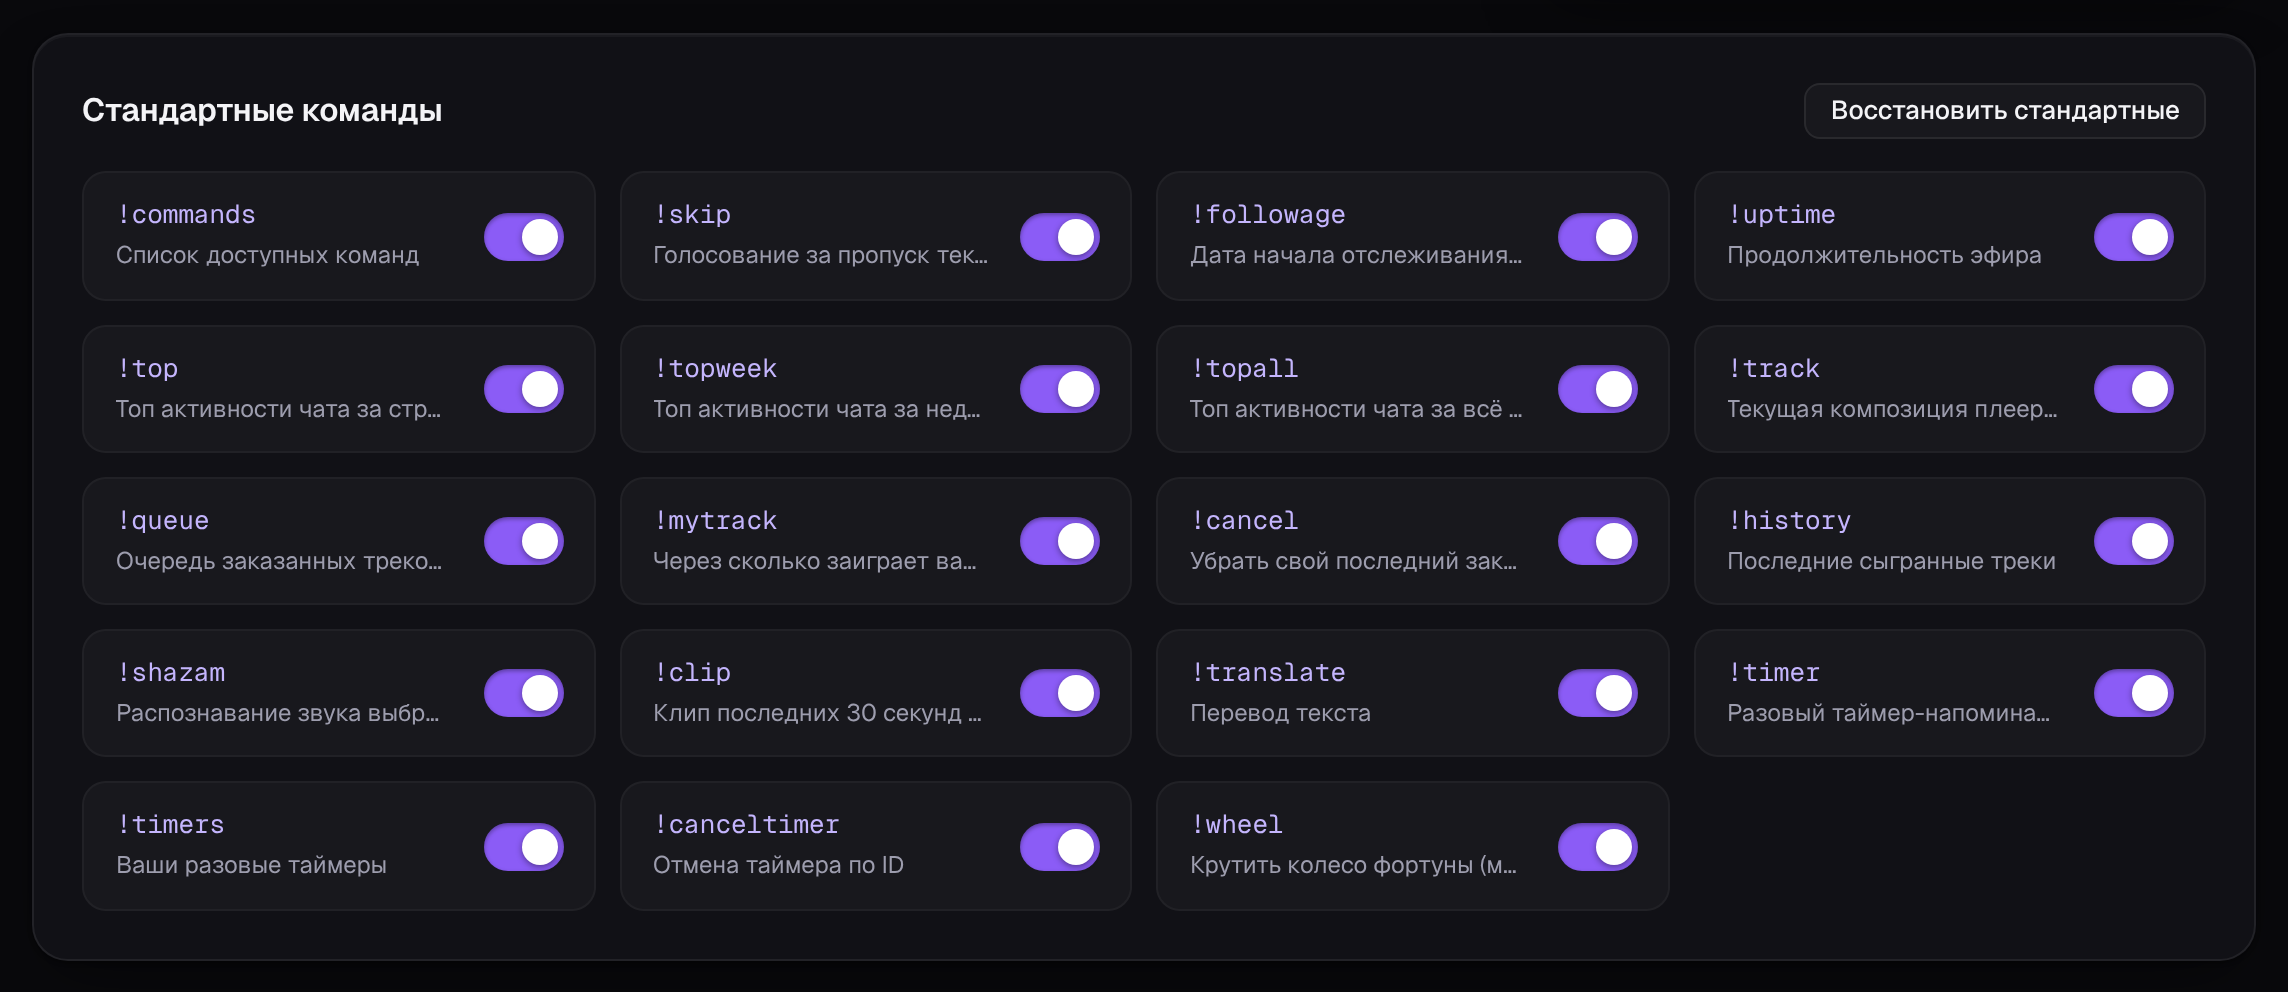 Стандартные команды
Восстановить стандартные
!commands
Список доступных команд
!skip
Голосование за пропуск тек...
!followage
Дата начала отслеживания...
!uptime
Продолжительность эфира
!top
Топ активности чата за стр...
!topweek
Топ активности чата за нед...
!topall
Топ активности чата за всё ...
!track
Текущая композиция плеер...
!queue
Очередь заказанных треко...
!mytrack
Через сколько заиграет ва...
!cancel
Убрать свой последний зак...
!history
Последние сыгранные треки
!shazam
Распознавание звука выбр...
!clip
Клип последних 30 секунд ...
!translate
Перевод текста
!timer
Разовый таймер-напомина...
!timers
Ваши разовые таймеры
!canceltimer
Отмена таймера по ID
!wheel
Крутить колесо фортуны (м...